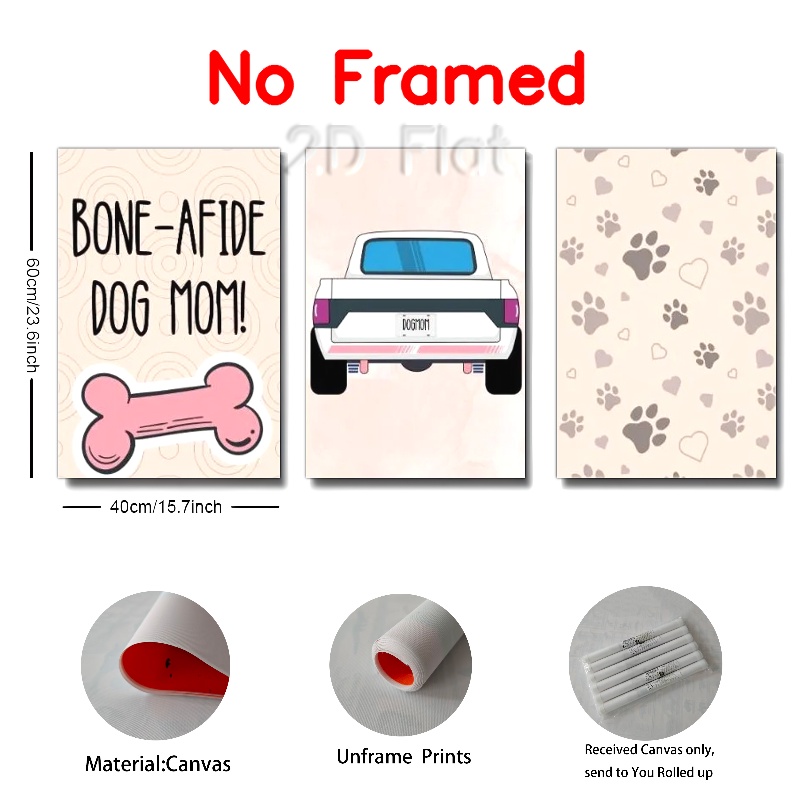 No Framed
2D Flat
BONE-AFIDE
DOG MOM!
DOGMOM
60cm/23.6inch
40cm/15.7inch
Material:Canvas
Unframe Prints
Received Canvas only,
send to You Rolled up